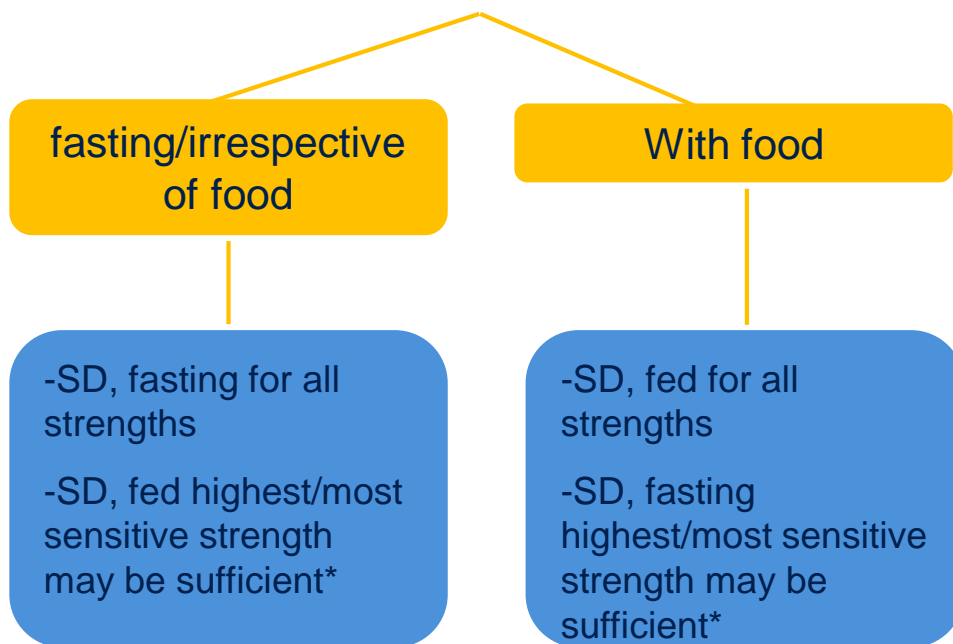 fasting/irrespective
of food
With food
-SD, fasting for all
strengths
-SD, fed highest/most
sensitive strength
may be sufficient*
-SD, fed for all
strengths
-SD, fasting
highest/most sensitive
strength may be
sufficient*